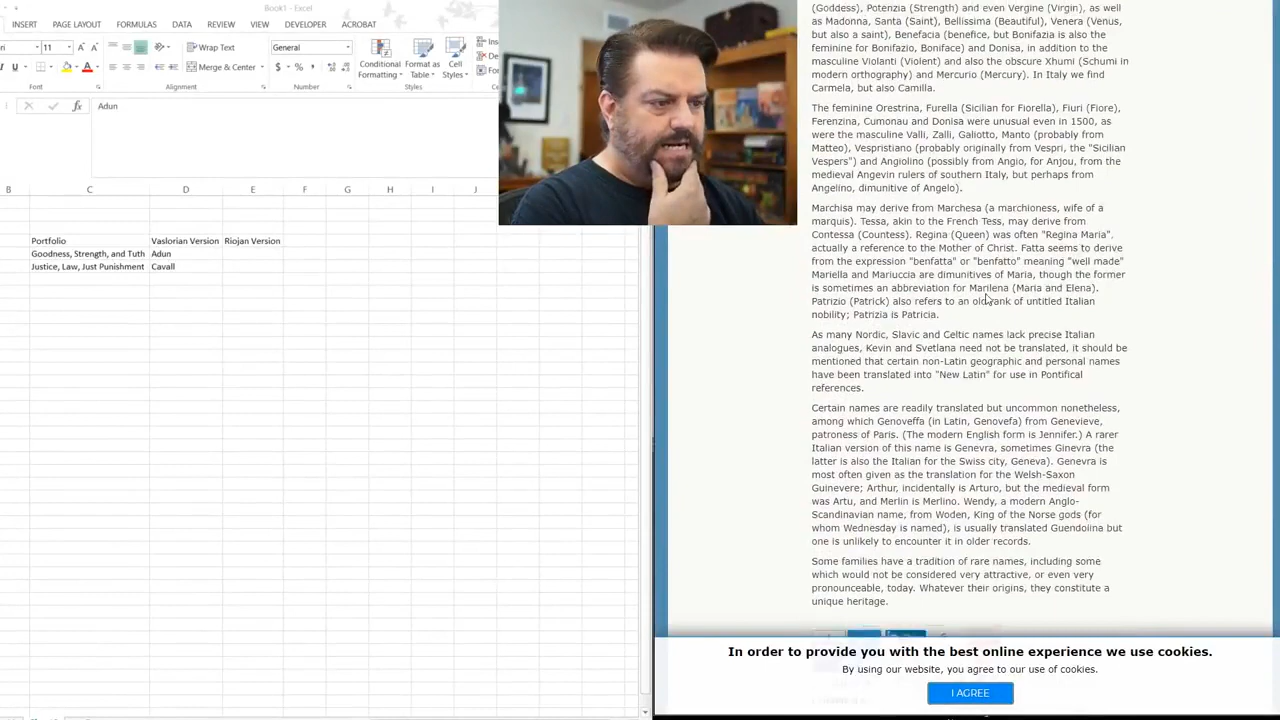 Book1 - Excel
INSERT PAGE LAYOUT FORMULAS DATA REVIEW VIEW DEVELOPER ACROBAT
11 A A Wrap Text General Conditional Format as Cell
U A Merge & Center $ % Formatting Table Styles
Font Alignment Number
fx Adun
B C D E F G H I J
Portfolio Vaslorian Version Riojan Version
Goodness, Strength, and Tuth Adun
Justice, Law, Just Punishment Cavall
(Goddess), Potenzia (Strength) and even Vergine (Virgin), as well
as Madonna, Santa (Saint), Bellissima (Beautiful), Venera (Venus,
but also a saint), Benefacia (benefice, but Bonifazia is also the
feminine for Bonifazio, Boniface) and Donisa, in addition to the
masculine Violanti (Violent) and also the obscure Xhumi (Schumi in
modern orthography) and Mercurio (Mercury). In Italy we find
Carmela, but also Camilla.
The feminine Orestrina, Furella (Sicilian for Fiorella), Fiuri (Fiore),
Ferenzina, Cumonau and Donisa were unusual even in 1500, as
were the masculine Valli, Zalli, Galiotto, Manto (probably from
Matteo), Vespristiano (probably originally from Vespri, the "Sicilian
Vespers") and Angiolino (possibly from Angio, for Anjou, from the
medieval Angevin rulers of southern Italy, but perhaps from
Angelino, dimunitive of Angelo).
Marchisa may derive from Marchesa (a marchioness, wife of a
marquis). Tessa, akin to the French Tess, may derive from
Contessa (Countess). Regina (Queen) was often "Regina Maria",
actually a reference to the Mother of Christ. Fatta seems to derive
from the expression "benfatta" or "benfatto" meaning "well made"
Mariella and Mariuccia are dimunitives of Maria, though the former
is sometimes an abbreviation for Marilena (Maria and Elena).
Patrizio (Patrick) also refers to an old rank of untitled Italian
nobility; Patrizia is Patricia.
As many Nordic, Slavic and Celtic names lack precise Italian
analogues, Kevin and Svetlana need not be translated, it should be
mentioned that certain non-Latin geographic and personal names
have been translated into "New Latin" for use in Pontifical
references.
Certain names are readily translated but uncommon nonetheless,
among which Genoveffa (in Latin, Genovefa) from Genevieve,
patroness of Paris. (The modern English form is Jennifer.) A rarer
Italian version of this name is Genevra, sometimes Ginevra (the
latter is also the Italian for the Swiss city, Geneva). Genevra is
most often given as the translation for the Welsh-Saxon
Guinevere; Arthur, incidentally is Arturo, but the medieval form
was Artu, and Merlin is Merlino. Wendy, a modern Anglo-
Scandinavian name, from Woden, King of the Norse gods (for
whom Wednesday is named), is usually translated Guendolina but
one is unlikely to encounter it in older records.
Some families have a tradition of rare names, including some
which would not be considered very attractive, or even very
pronounceable, today. Whatever their origins, they constitute a
unique heritage.
In order to provide you with the best online experience we use cookies.
By using our website, you agree to our use of cookies.
I AGREE